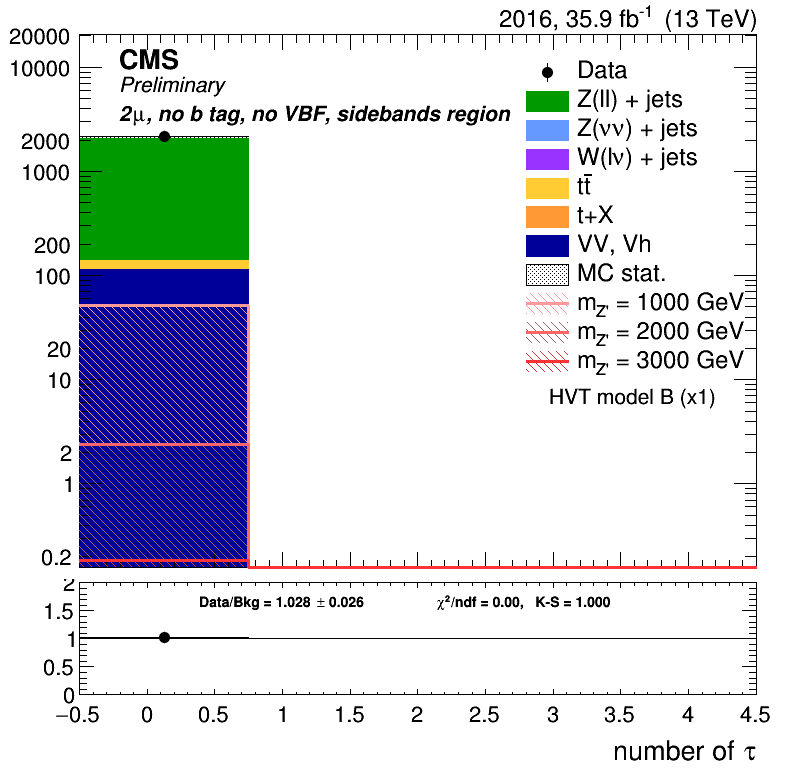 2016, 35.9 fb⁻¹ (13 TeV)
20000
10000
2000
1000
200
100
20
10
2
1
0.2
CMS
Preliminary
2μ, no b tag, no VBF, sidebands region
Data
Z(ll) + jets
Z(νν) + jets
W(lν) + jets
tt̄
t+X
VV, Vh
MC stat.
m_Z' = 1000 GeV
m_Z' = 2000 GeV
m_Z' = 3000 GeV
HVT model B (x1)
2
1.5
1
0.5
0
Data/Bkg = 1.028 ± 0.026 χ²/ndf = 0.00, K-S = 1.000
−0.5 0 0.5 1 1.5 2 2.5 3 3.5 4 4.5
number of τ